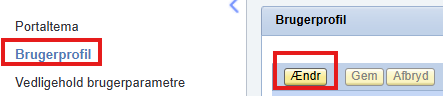 Portaltema
Brugerprofil
Vedligehold brugerparametre
Brugerprofil
Ændr Gem Afbryd